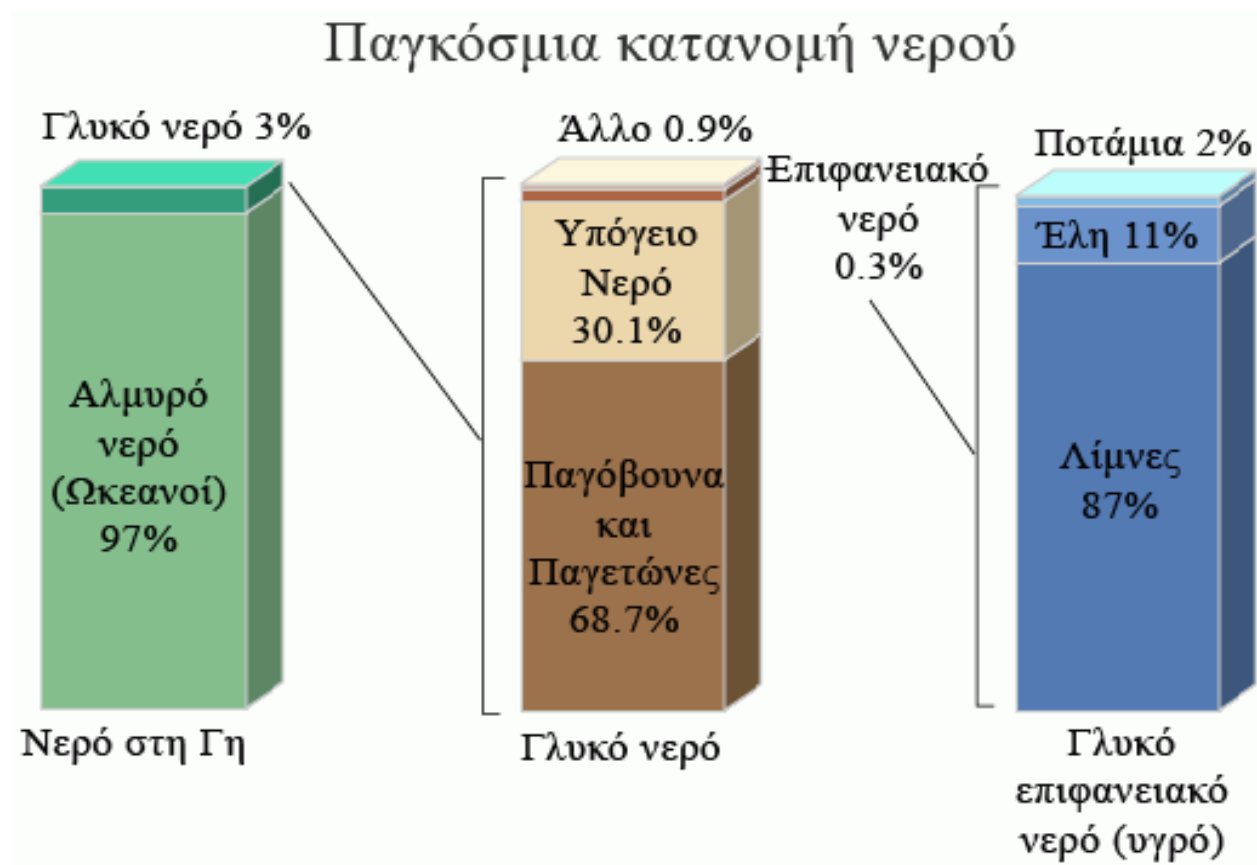 Παγκόσμια κατανομή νερού
Γλυκό νερό 3%
Αλμυρό
νερό
(Ωκεανοί)
97%
Νερό στη Γη
Άλλο 0.9%
Υπόγειο
Νερό
30.1%
Παγόβουνα
και
Παγετώνες
68.7%
Γλυκό νερό
Επιφανειακό
νερό
0.3%
Ποτάμια 2%
Έλη 11%
Λίμνες
87%
Γλυκό
επιφανειακό
νερό (υγρό)